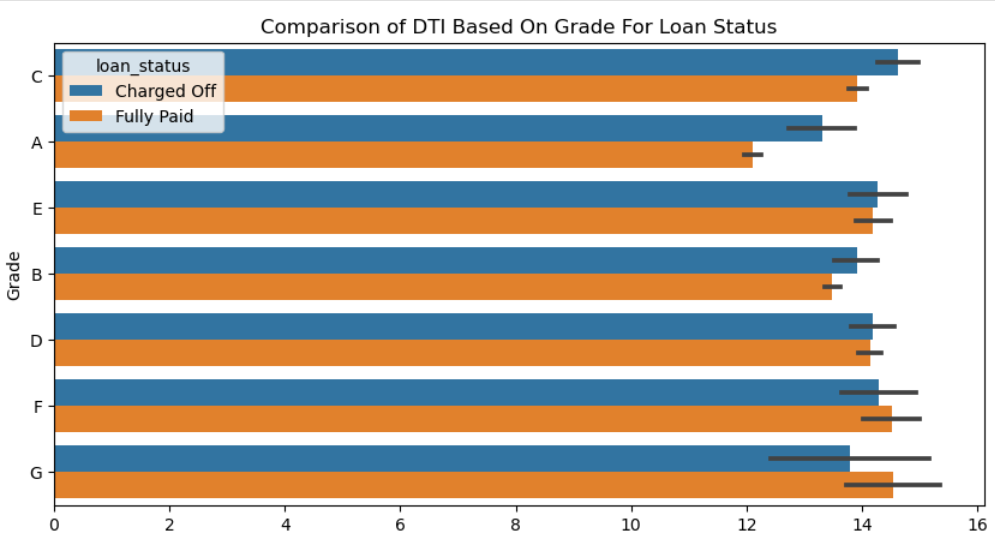 Comparison of DTI Based On Grade For Loan Status
loan_status
Charged Off
Fully Paid
Grade
C
A
E
B
D
F
G
0 2 4 6 8 10 12 14 16